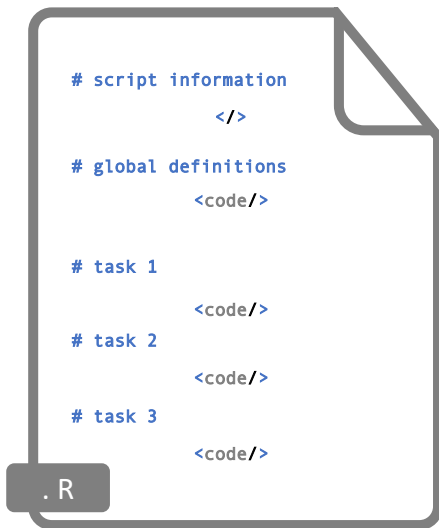 # script information
</>
# global definitions
<code/>
# task 1
<code/>
# task 2
<code/>
# task 3
<code/>
. R